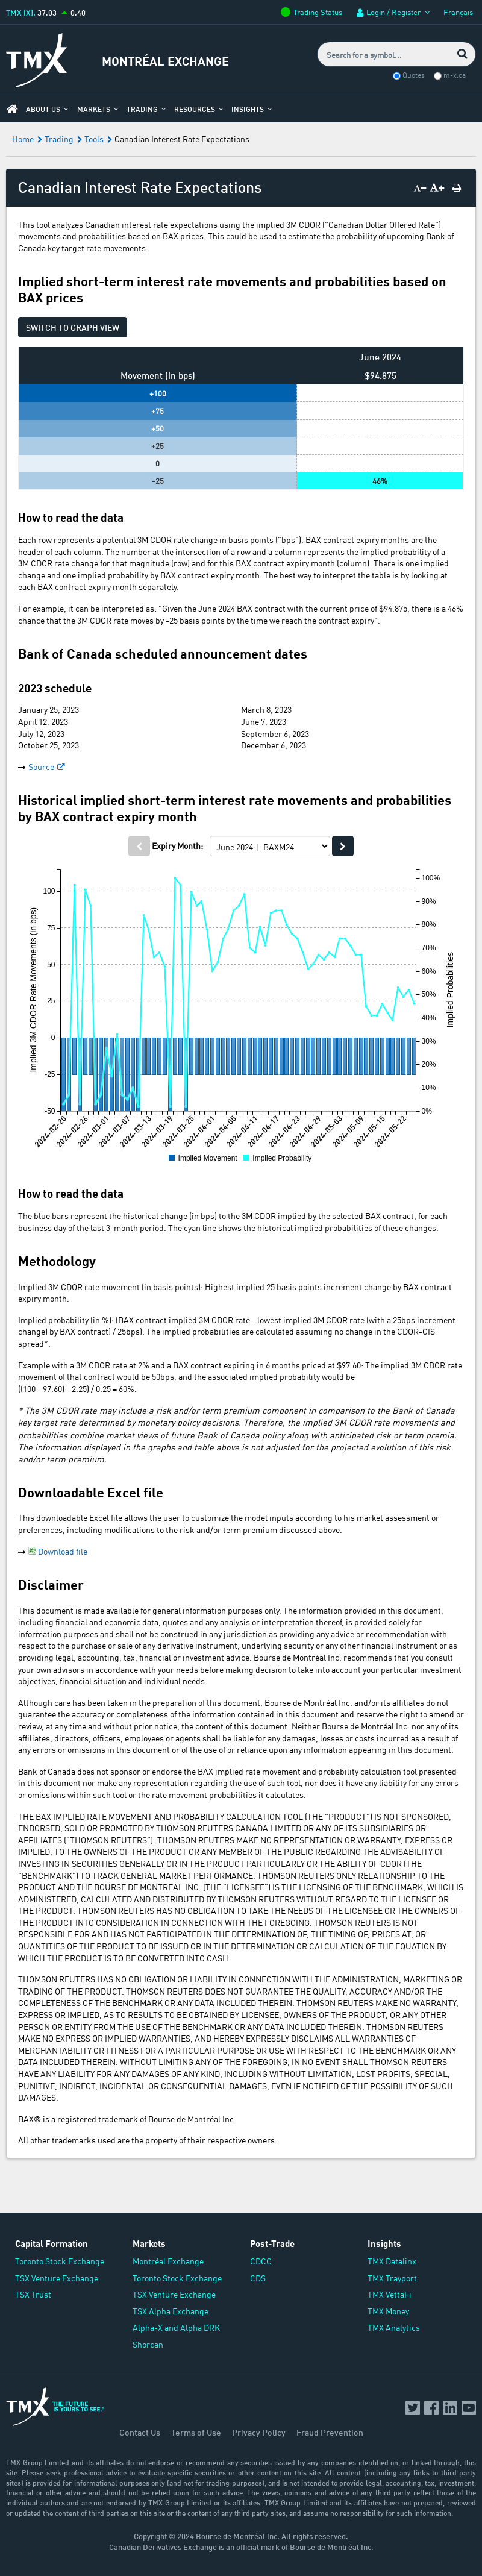 TMX (X): 37.03 0.40
Trading Status Login / Register Français
TMX
MONTRÉAL EXCHANGE
Search for a symbol...
Quotes m-x.ca
ABOUT US MARKETS TRADING RESOURCES INSIGHTS
Home Trading Tools Canadian Interest Rate Expectations
Canadian Interest Rate Expectations
A− A+
This tool analyzes Canadian interest rate expectations using the implied 3M CDOR ("Canadian Dollar Offered Rate")
movements and probabilities based on BAX prices. This could be used to estimate the probability of upcoming Bank of
Canada key target rate movements.
Implied short-term interest rate movements and probabilities based on
BAX prices
SWITCH TO GRAPH VIEW
June 2024
Movement (in bps) $94.875
+100
+75
+50
+25
0
-25 46%
How to read the data
Each row represents a potential 3M CDOR rate change in basis points ("bps"). BAX contract expiry months are the
header of each column. The number at the intersection of a row and a column represents the implied probability of a
3M CDOR rate change for that magnitude (row) and for this BAX contract expiry month (column). There is one implied
change and one implied probability by BAX contract expiry month. The best way to interpret the table is by looking at
each BAX contract expiry month separately.
For example, it can be interpreted as: "Given the June 2024 BAX contract with the current price of $94.875, there is a 46%
chance that the 3M CDOR rate moves by -25 basis points by the time we reach the contract expiry".
Bank of Canada scheduled announcement dates
2023 schedule
January 25, 2023 March 8, 2023
April 12, 2023 June 7, 2023
July 12, 2023 September 6, 2023
October 25, 2023 December 6, 2023
Source
Historical implied short-term interest rate movements and probabilities
by BAX contract expiry month
Expiry Month: June 2024 | BAXM24
Implied 3M CDOR Rate Movements (in bps)
100
75
50
25
0
-25
-50
100%
90%
80%
70%
60%
50%
40%
30%
20%
10%
0%
Implied Probabilities
2024-02-20 2024-02-26 2024-03-01 2024-03-07 2024-03-13 2024-03-19 2024-03-25 2024-04-01 2024-04-05 2024-04-11 2024-04-17 2024-04-23 2024-04-29 2024-05-03 2024-05-09 2024-05-15 2024-05-22
Implied Movement Implied Probability
How to read the data
The blue bars represent the historical change (in bps) to the 3M CDOR implied by the selected BAX contract, for each
business day of the last 3-month period. The cyan line shows the historical implied probabilities of these changes.
Methodology
Implied 3M CDOR rate movement (in basis points): Highest implied 25 basis points increment change by BAX contract
expiry month.
Implied probability (in %): (BAX contract implied 3M CDOR rate - lowest implied 3M CDOR rate (with a 25bps increment
change) by BAX contract) / 25bps). The implied probabilities are calculated assuming no change in the CDOR-OIS
spread*.
Example with a 3M CDOR rate at 2% and a BAX contract expiring in 6 months priced at $97.60: The implied 3M CDOR rate
movement of that contract would be 50bps, and the associated implied probability would be
((100 - 97.60) - 2.25) / 0.25 = 60%.
* The 3M CDOR rate may include a risk and/or term premium component in comparison to the Bank of Canada
key target rate determined by monetary policy decisions. Therefore, the implied 3M CDOR rate movements and
probabilities combine market views of future Bank of Canada policy along with anticipated risk or term premia.
The information displayed in the graphs and table above is not adjusted for the projected evolution of this risk
and/or term premium.
Downloadable Excel file
This downloadable Excel file allows the user to customize the model inputs according to his market assessment or
preferences, including modifications to the risk and/or term premium discussed above.
Download file
Disclaimer
This document is made available for general information purposes only. The information provided in this document,
including financial and economic data, quotes and any analysis or interpretation thereof, is provided solely for
information purposes and shall not be construed in any jurisdiction as providing any advice or recommendation with
respect to the purchase or sale of any derivative instrument, underlying security or any other financial instrument or as
providing legal, accounting, tax, financial or investment advice. Bourse de Montréal Inc. recommends that you consult
your own advisors in accordance with your needs before making decision to take into account your particular investment
objectives, financial situation and individual needs.
Although care has been taken in the preparation of this document, Bourse de Montréal Inc. and/or its affiliates do not
guarantee the accuracy or completeness of the information contained in this document and reserve the right to amend or
review, at any time and without prior notice, the content of this document. Neither Bourse de Montréal Inc. nor any of its
affiliates, directors, officers, employees or agents shall be liable for any damages, losses or costs incurred as a result of
any errors or omissions in this document or of the use of or reliance upon any information appearing in this document.
Bank of Canada does not sponsor or endorse the BAX implied rate movement and probability calculation tool presented
in this website nor does it make any representation regarding the use of such tool, or does it have any liability for any errors
or omissions within such tool or the rate movement probabilities it calculates.
THE BAX IMPLIED RATE MOVEMENT AND PROBABILITY CALCULATION TOOL (THE "PRODUCT") IS NOT SPONSORED,
ENDORSED, SOLD OR PROMOTED BY THOMSON REUTERS CANADA LIMITED OR ANY OF ITS SUBSIDIARIES OR
AFFILIATES ("THOMSON REUTERS"). THOMSON REUTERS MAKE NO REPRESENTATION OR WARRANTY, EXPRESS OR
IMPLIED, TO THE OWNERS OF THE PRODUCT OR ANY MEMBER OF THE PUBLIC REGARDING THE ADVISABILITY OF
INVESTING IN SECURITIES GENERALLY OR IN THE PRODUCT PARTICULARLY OR THE ABILITY OF CDOR (THE
"BENCHMARK") TO TRACK GENERAL MARKET PERFORMANCE. THOMSON REUTERS ONLY RELATIONSHIP TO THE
PRODUCT AND THE BOURSE DE MONTREAL INC. (THE "LICENSEE") IS THE LICENSING OF THE BENCHMARK, WHICH IS
ADMINISTERED, CALCULATED AND DISTRIBUTED BY THOMSON REUTERS WITHOUT REGARD TO THE LICENSEE OR
THE PRODUCT. THOMSON REUTERS HAS NO OBLIGATION TO TAKE THE NEEDS OF THE LICENSEE OR THE OWNERS OF
THE PRODUCT INTO CONSIDERATION IN CONNECTION WITH THE FOREGOING. THOMSON REUTERS IS NOT
RESPONSIBLE FOR AND HAS NOT PARTICIPATED IN THE DETERMINATION OF, THE TIMING OF, PRICES AT, OR
QUANTITIES OF THE PRODUCT TO BE ISSUED OR IN THE DETERMINATION OR CALCULATION OF THE EQUATION BY
WHICH THE PRODUCT IS TO BE CONVERTED INTO CASH.
THOMSON REUTERS HAS NO OBLIGATION OR LIABILITY IN CONNECTION WITH THE ADMINISTRATION, MARKETING OR
TRADING OF THE PRODUCT. THOMSON REUTERS DOES NOT GUARANTEE THE QUALITY, ACCURACY AND/OR THE
COMPLETENESS OF THE BENCHMARK OR ANY DATA INCLUDED THEREIN. THOMSON REUTERS MAKE NO WARRANTY,
EXPRESS OR IMPLIED, AS TO RESULTS TO BE OBTAINED BY LICENSEE, OWNERS OF THE PRODUCT, OR ANY OTHER
PERSON OR ENTITY FROM THE USE OF THE BENCHMARK OR ANY DATA INCLUDED THEREIN. THOMSON REUTERS
MAKE NO EXPRESS OR IMPLIED WARRANTIES, AND HEREBY EXPRESSLY DISCLAIMS ALL WARRANTIES OF
MERCHANTABILITY OR FITNESS FOR A PARTICULAR PURPOSE OR USE WITH RESPECT TO THE BENCHMARK OR ANY
DATA INCLUDED THEREIN. WITHOUT LIMITING ANY OF THE FOREGOING, IN NO EVENT SHALL THOMSON REUTERS
HAVE ANY LIABILITY FOR ANY DAMAGES OF ANY KIND, INCLUDING WITHOUT LIMITATION, LOST PROFITS, SPECIAL,
PUNITIVE, INDIRECT, INCIDENTAL OR CONSEQUENTIAL DAMAGES, EVEN IF NOTIFIED OF THE POSSIBILITY OF SUCH
DAMAGES.
BAX® is a registered trademark of Bourse de Montréal Inc.
All other trademarks used are the property of their respective owners.
Capital Formation Markets Post-Trade Insights
Toronto Stock Exchange Montréal Exchange CDCC TMX Datalinx
TSX Venture Exchange Toronto Stock Exchange CDS TMX Trayport
TSX Trust TSX Venture Exchange TMX VettaFi
TSX Alpha Exchange TMX Money
Alpha-X and Alpha DRK TMX Analytics
Shorcan
TMX THE FUTURE
IS YOURS TO SEE.®
Contact Us Terms of Use Privacy Policy Fraud Prevention
TMX Group Limited and its affiliates do not endorse or recommend any securities issued by any companies identified on, or linked through, this
site. Please seek professional advice to evaluate specific securities or other content on this site. All content (including any links to third party
sites) is provided for informational purposes only (and not for trading purposes), and is not intended to provide legal, accounting, tax, investment,
financial or other advice and should not be relied upon for such advice. The views, opinions and advice of any third party reflect those of the
individual authors and are not endorsed by TMX Group Limited or its affiliates. TMX Group Limited and its affiliates have not prepared, reviewed
or updated the content of third parties on this site or the content of any third party sites, and assume no responsibility for such information.
Copyright © 2024 Bourse de Montréal Inc. All rights reserved.
Canadian Derivatives Exchange is an official mark of Bourse de Montréal Inc.